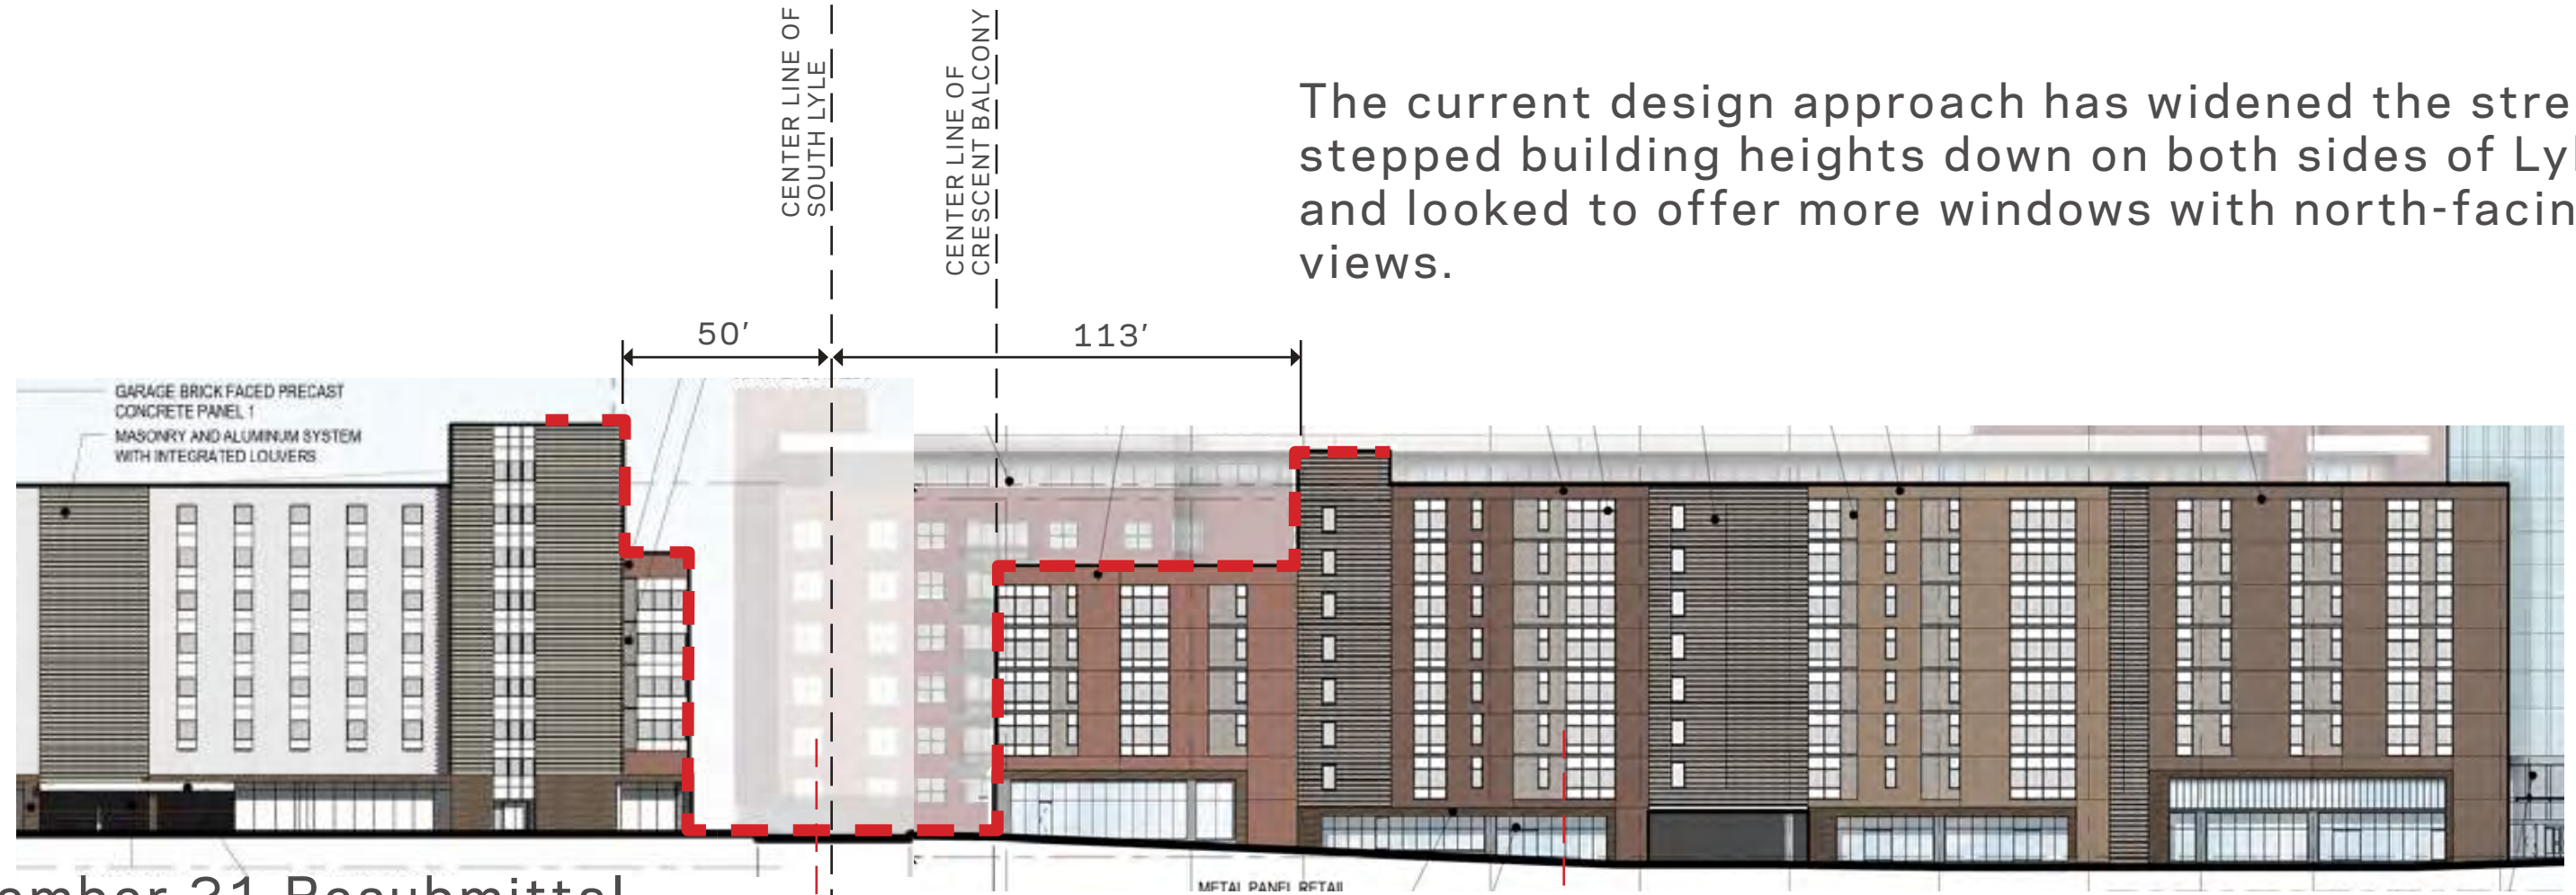 CENTER LINE OF
SOUTH LYLE
CENTER LINE OF
CRESCENT BALCONY
The current design approach has widened the stre
stepped building heights down on both sides of Lyl
and looked to offer more windows with north-facin
views.
50'
113'
GARAGE BRICK FACED PRECAST
CONCRETE PANEL 1
MASONRY AND ALUMINUM SYSTEM
WITH INTEGRATED LOUVERS
ember 21 Resubmittal
METAL PANEL RETAIL